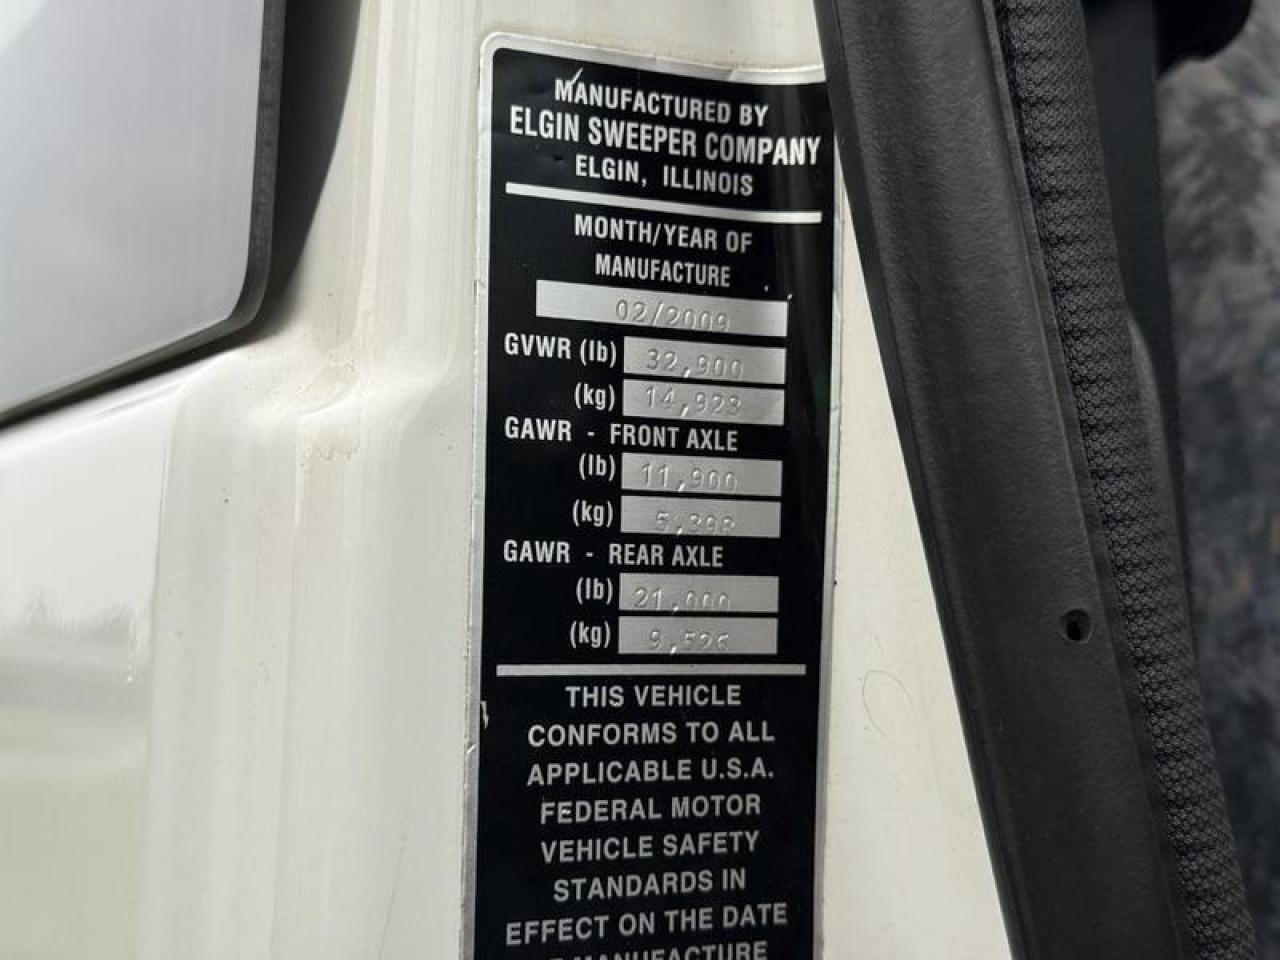 MANUFACTURED BY
ELGIN SWEEPER COMPANY
ELGIN, ILLINOIS
MONTH/YEAR OF
MANUFACTURE
02/2009
GVWR (lb) 32,900
(kg) 14,923
GAWR - FRONT AXLE
(lb) 11,900
(kg) 5,398
GAWR - REAR AXLE
(lb) 21,000
(kg) 9,526
THIS VEHICLE
CONFORMS TO ALL
APPLICABLE U.S.A.
FEDERAL MOTOR
VEHICLE SAFETY
STANDARDS IN
EFFECT ON THE DATE
MANUFACTURE